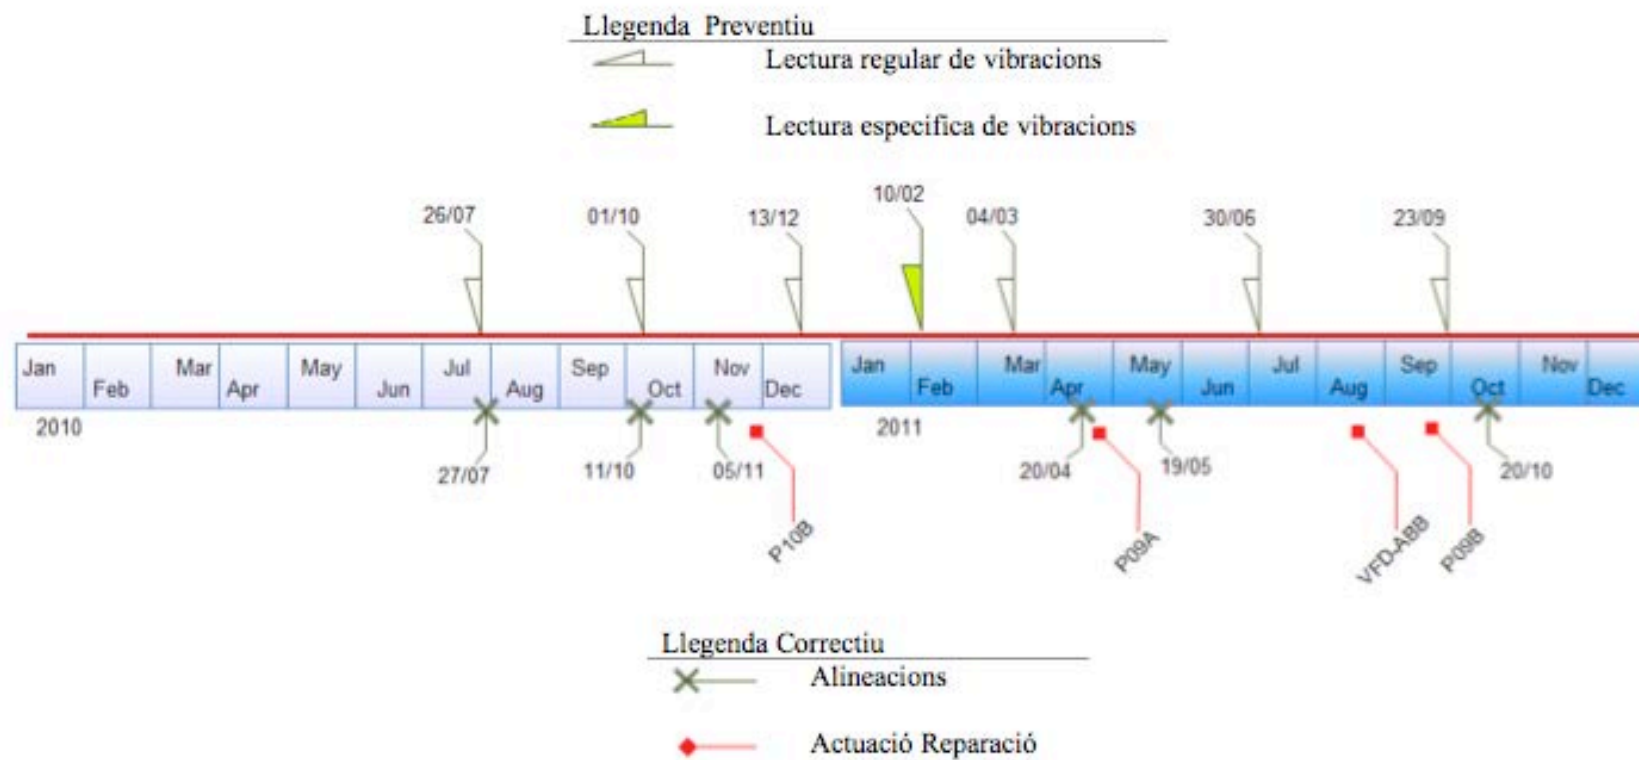 Llegenda Preventiu
Lectura regular de vibracions
Lectura especifica de vibracions
26/07 01/10 13/12 10/02 04/03 30/06 23/09
Jan Feb Mar Apr May Jun Jul Aug Sep Oct Nov Dec Jan Feb Mar Apr May Jun Jul Aug Sep Oct Nov Dec
2010 2011
27/07 11/10 05/11 20/04 19/05 20/10
P10B P09A VFD-ABB P09B
Llegenda Correctiu
Alineacions
Actuació Reparació